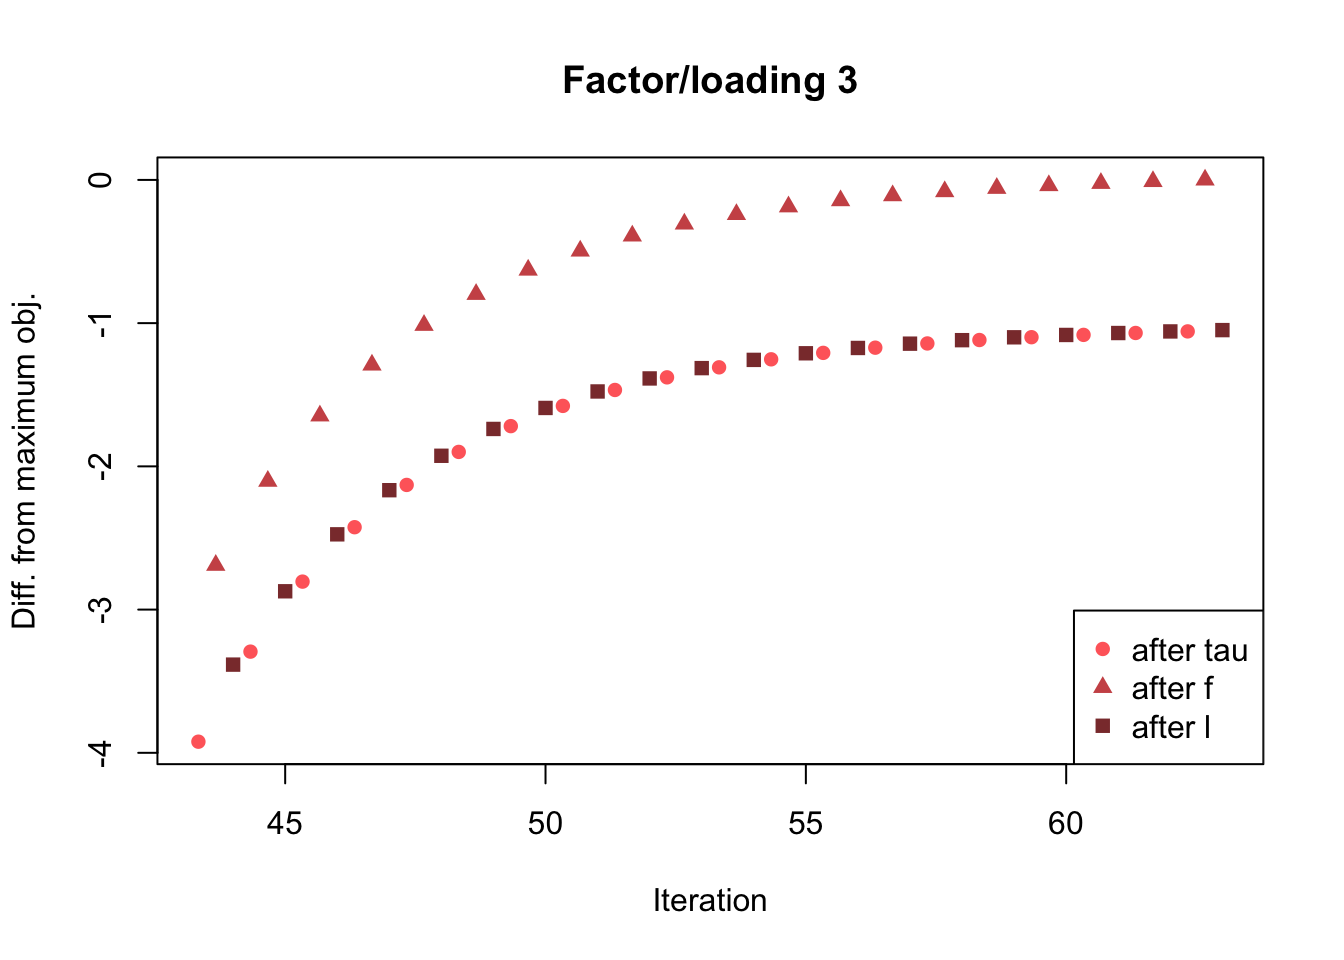 Factor/loading 3
Diff. from maximum obj.
0
-1
-2
-3
-4
after tau
after f
after l
45
50
55
60
Iteration